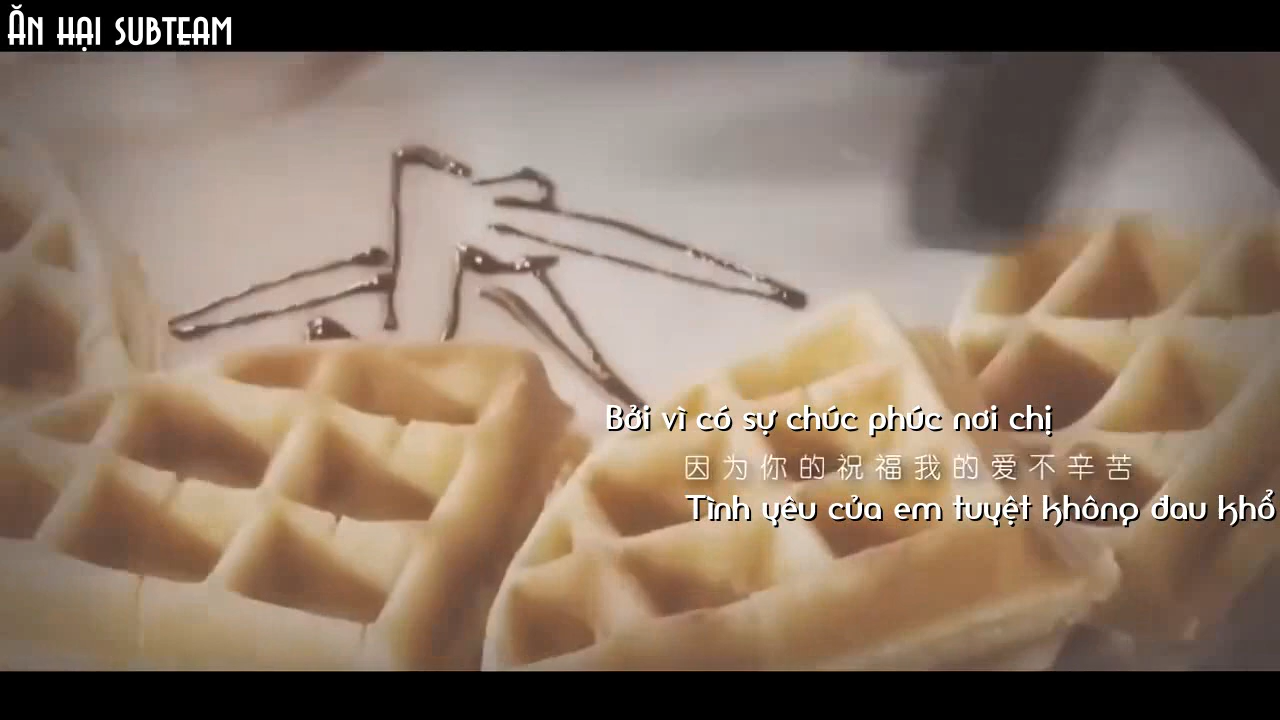 Ăn hại subteam
Bởi vì có sự chúc phúc nơi chị
因为你的祝福我的爱不辛苦
Tình yêu của em tuyệt không đau khổ